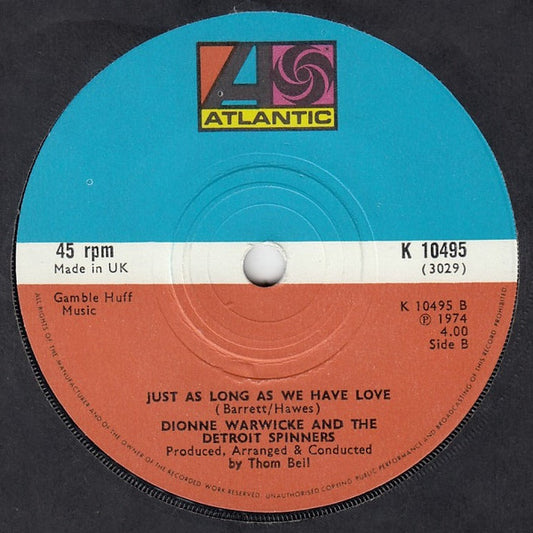 ATLANTIC
45 rpm
Made in UK
K 10495
(3029)
Gamble Huff
Music
K 10495 B
℗ 1974
4.00
Side B
JUST AS LONG AS WE HAVE LOVE
(Barrett/Hawes)
DIONNE WARWICKE AND THE
DETROIT SPINNERS
Produced, Arranged & Conducted
by Thom Beil
ALL RIGHTS OF THE MANUFACTURER AND OF THE OWNER OF THE RECORDED WORK RESERVED. UNAUTHORISED COPYING PUBLIC PERFORMANCE AND BROADCASTING OF THIS RECORD PROHIBITED.